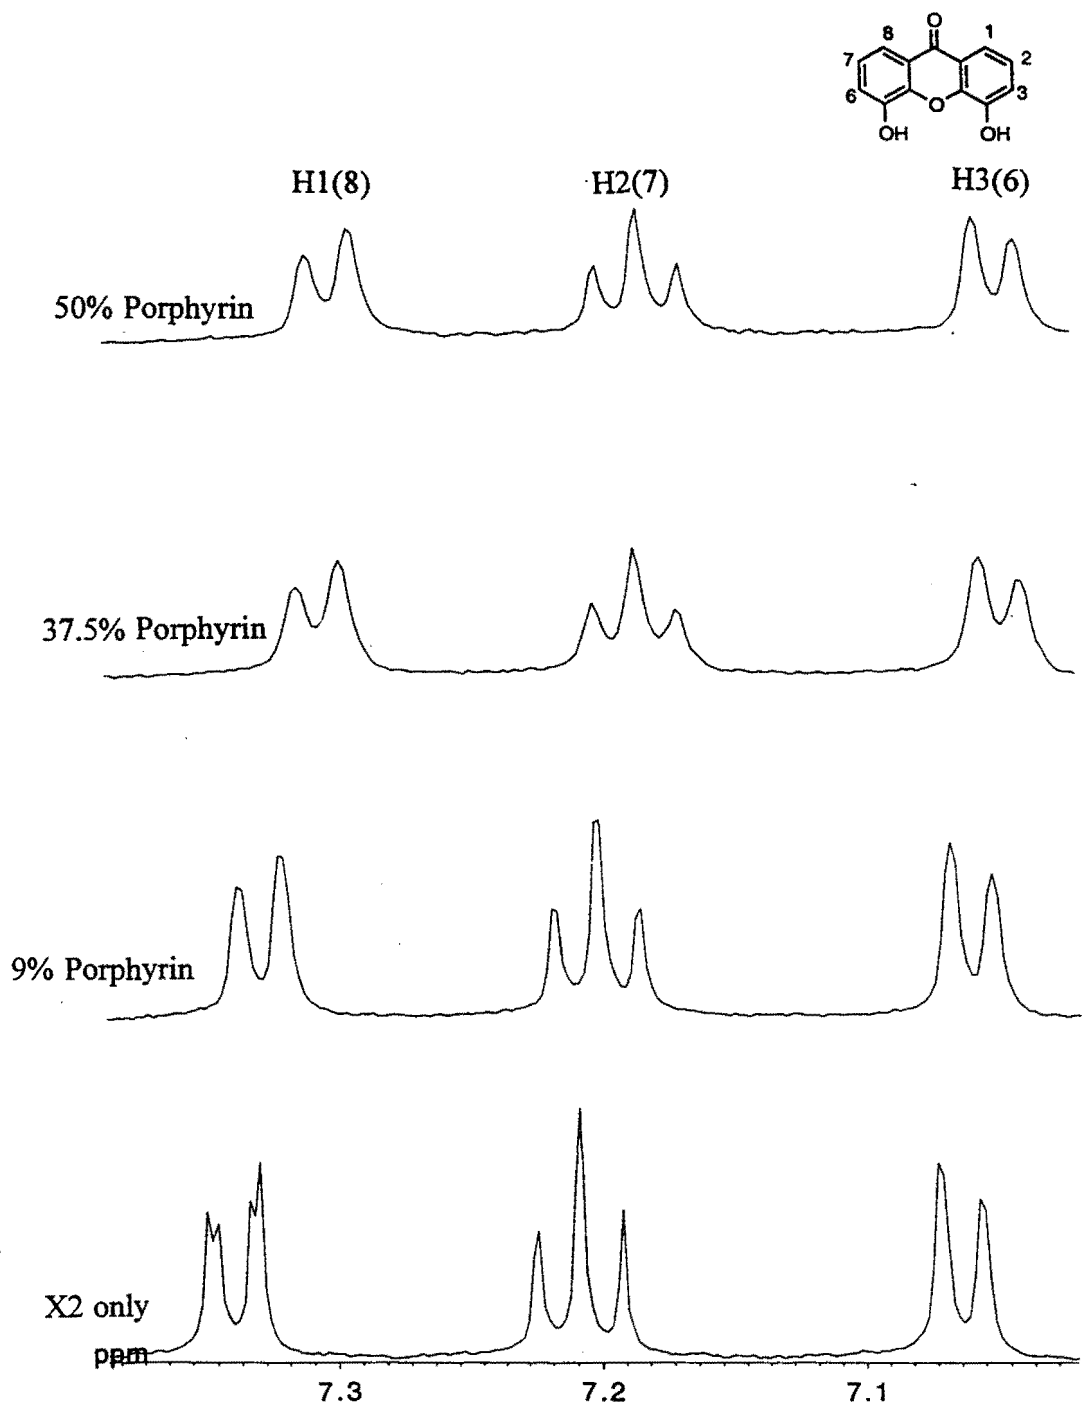 O
8
1
7
2
6
O
3
OH
OH
H1(8)
H2(7)
H3(6)
50% Porphyrin
37.5% Porphyrin
9% Porphyrin
X2 only
ppm
7.3
7.2
7.1